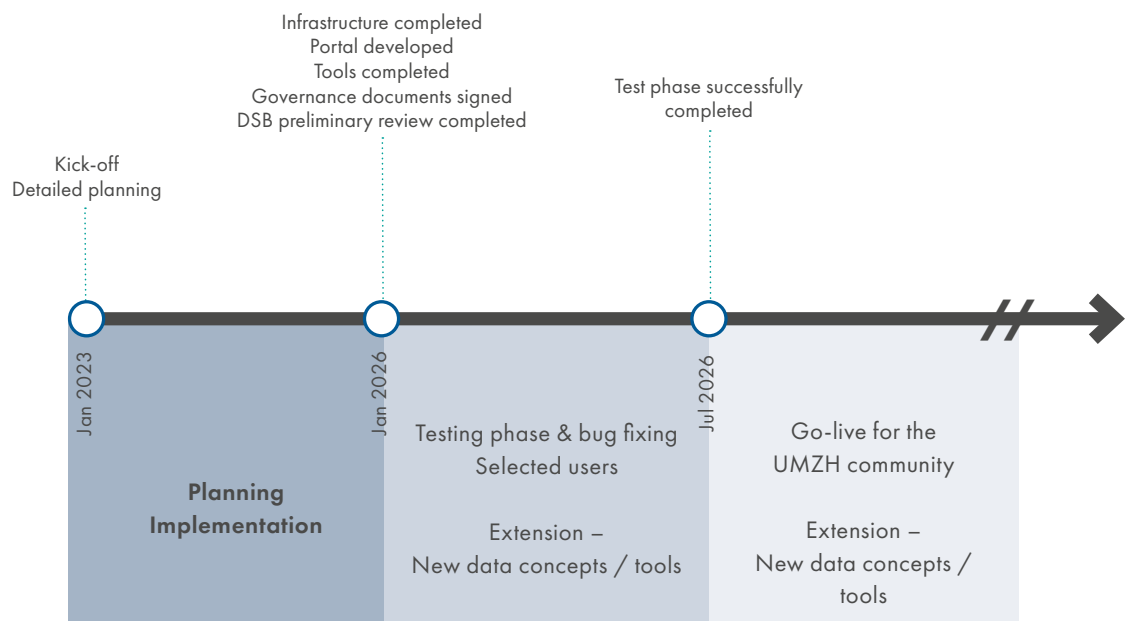 Infrastructure completed
Portal developed
Tools completed
Governance documents signed
DSB preliminary review completed
Test phase successfully
completed
Kick-off
Detailed planning
Jan 2023
Jan 2026
Jul 2026
Planning
Implementation
Testing phase & bug fixing
Selected users
Extension –
New data concepts / tools
Go-live for the
UMZH community
Extension –
New data concepts /
tools